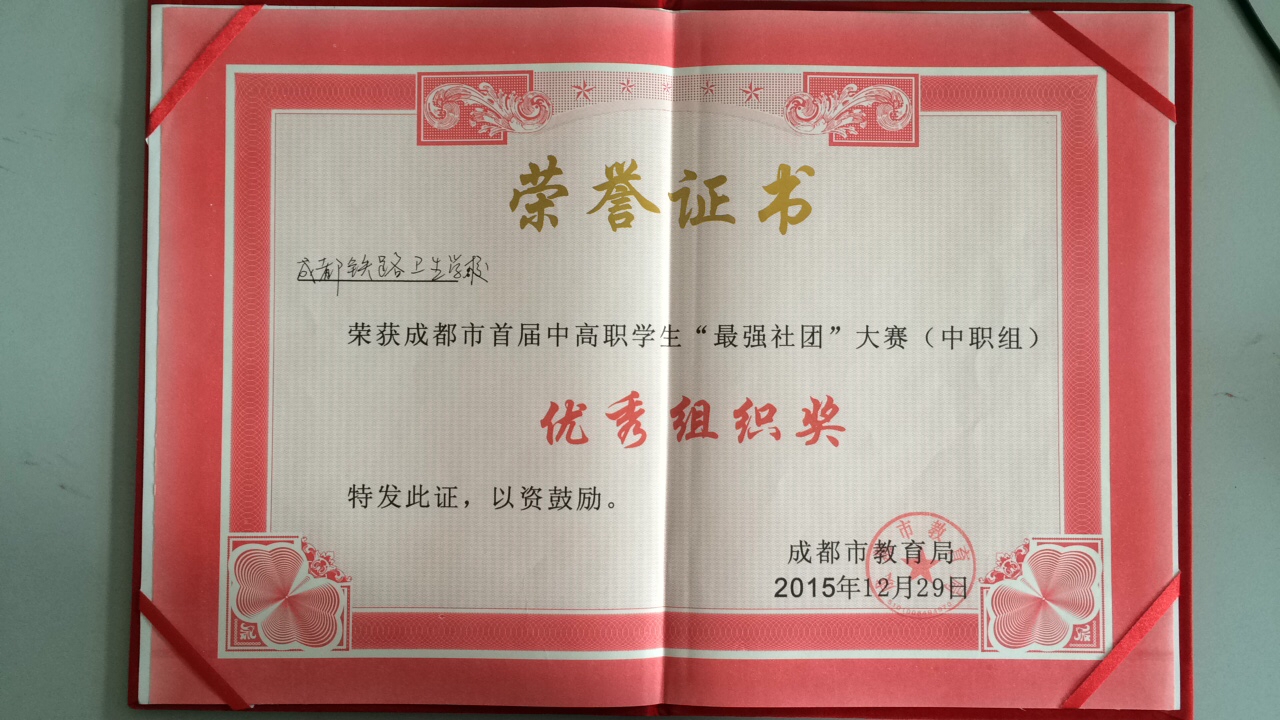 荣誉证书
成都铁路卫生学校
荣获成都市首届中高职学生“最强社团”大赛（中职组）
优秀组织奖
特发此证，以资鼓励。
成都市教育局
2015年12月29日